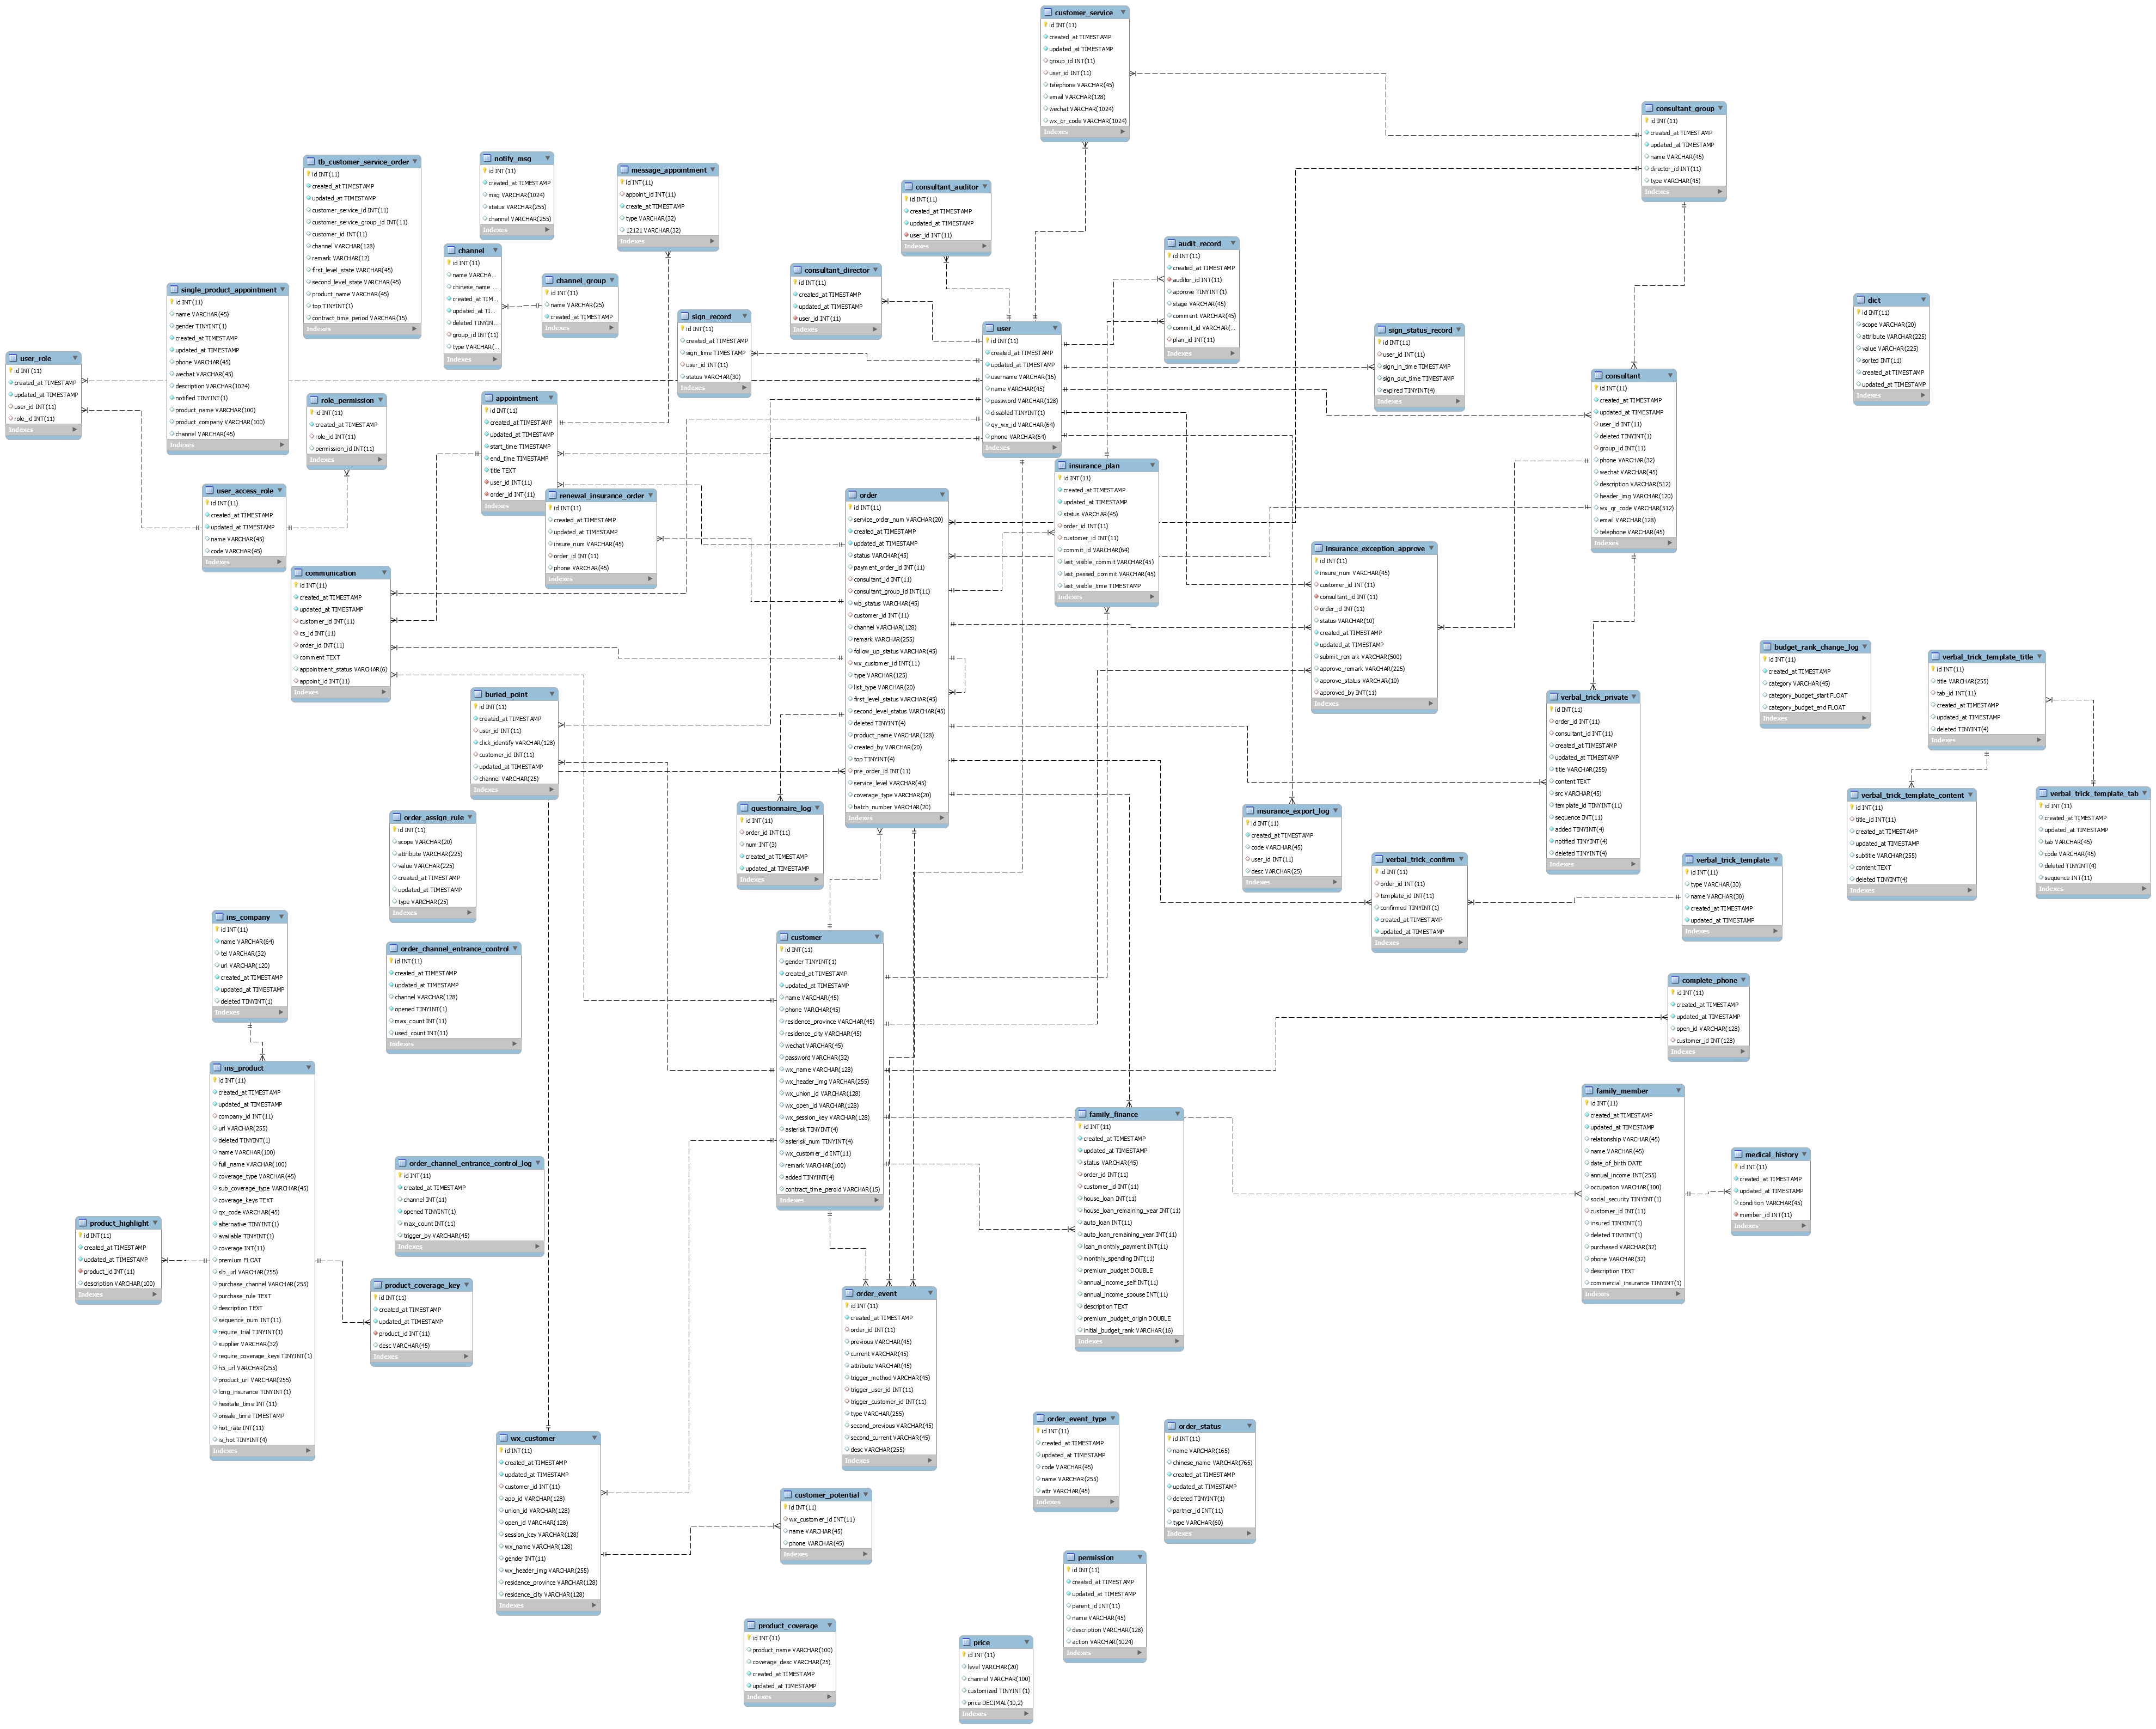 customer_service
id INT(11)
created_at TIMESTAMP
updated_at TIMESTAMP
group_id INT(11)
user_id INT(11)
telephone VARCHAR(45)
email VARCHAR(128)
wechat VARCHAR(1024)
wx_qr_code VARCHAR(1024)
Indexes
consultant_group
id INT(11)
created_at TIMESTAMP
updated_at TIMESTAMP
name VARCHAR(45)
director_id INT(11)
type VARCHAR(45)
Indexes
tb_customer_service_order
id INT(11)
created_at TIMESTAMP
updated_at TIMESTAMP
customer_service_id INT(11)
customer_service_group_id INT(11)
customer_id INT(11)
channel VARCHAR(128)
remark VARCHAR(12)
first_level_state VARCHAR(45)
second_level_state VARCHAR(45)
product_name VARCHAR(45)
top TINYINT(1)
contract_time_period VARCHAR(15)
Indexes
notify_msg
id INT(11)
created_at TIMESTAMP
msg VARCHAR(1024)
status VARCHAR(255)
channel VARCHAR(255)
Indexes
message_appointment
id INT(11)
appoint_id INT(11)
create_at TIMESTAMP
type VARCHAR(32)
12121 VARCHAR(32)
Indexes
consultant_auditor
id INT(11)
created_at TIMESTAMP
updated_at TIMESTAMP
user_id INT(11)
Indexes
channel
id INT(11)
name VARCHA...
chinese_name ...
created_at TIM...
updated_at TI...
deleted TINYIN...
group_id INT(11)
type VARCHAR(...
Indexes
channel_group
id INT(11)
name VARCHAR(25)
created_at TIMESTAMP
Indexes
consultant_director
id INT(11)
created_at TIMESTAMP
updated_at TIMESTAMP
user_id INT(11)
Indexes
audit_record
id INT(11)
created_at TIMESTAMP
auditor_id INT(11)
approve TINYINT(1)
stage VARCHAR(45)
comment VARCHAR(45)
commit_id VARCHAR(...
plan_id INT(11)
Indexes
single_product_appointment
id INT(11)
name VARCHAR(45)
gender TINYINT(1)
created_at TIMESTAMP
updated_at TIMESTAMP
phone VARCHAR(45)
wechat VARCHAR(45)
description VARCHAR(1024)
notified TINYINT(1)
product_name VARCHAR(100)
product_company VARCHAR(100)
channel VARCHAR(45)
Indexes
sign_record
id INT(11)
created_at TIMESTAMP
sign_time TIMESTAMP
user_id INT(11)
status VARCHAR(30)
Indexes
user
id INT(11)
created_at TIMESTAMP
updated_at TIMESTAMP
username VARCHAR(16)
name VARCHAR(45)
password VARCHAR(128)
disabled TINYINT(1)
qy_wx_id VARCHAR(64)
phone VARCHAR(64)
Indexes
sign_status_record
id INT(11)
user_id INT(11)
sign_in_time TIMESTAMP
sign_out_time TIMESTAMP
expired TINYINT(4)
Indexes
dict
id INT(11)
scope VARCHAR(20)
attribute VARCHAR(225)
value VARCHAR(225)
sorted INT(11)
created_at TIMESTAMP
updated_at TIMESTAMP
user_role
id INT(11)
created_at TIMESTAMP
updated_at TIMESTAMP
user_id INT(11)
role_id INT(11)
Indexes
role_permission
id INT(11)
created_at TIMESTAMP
role_id INT(11)
permission_id INT(11)
Indexes
appointment
id INT(11)
created_at TIMESTAMP
updated_at TIMESTAMP
start_time TIMESTAMP
end_time TIMESTAMP
title TEXT
user_id INT(11)
order_id INT(11)
Indexes
consultant
id INT(11)
created_at TIMESTAMP
updated_at TIMESTAMP
user_id INT(11)
deleted TINYINT(1)
group_id INT(11)
phone VARCHAR(32)
wechat VARCHAR(45)
description VARCHAR(512)
header_img VARCHAR(120)
wx_qr_code VARCHAR(512)
email VARCHAR(128)
telephone VARCHAR(45)
Indexes
user_access_role
id INT(11)
created_at TIMESTAMP
updated_at TIMESTAMP
name VARCHAR(45)
code VARCHAR(45)
Indexes
renewal_insurance_order
id INT(11)
created_at TIMESTAMP
updated_at TIMESTAMP
insure_num VARCHAR(45)
order_id INT(11)
phone VARCHAR(45)
Indexes
order
id INT(11)
service_order_num VARCHAR(20)
created_at TIMESTAMP
updated_at TIMESTAMP
status VARCHAR(45)
payment_order_id INT(11)
consultant_id INT(11)
consultant_group_id INT(11)
wb_status VARCHAR(45)
customer_id INT(11)
channel VARCHAR(128)
remark VARCHAR(255)
follow_up_status VARCHAR(45)
wx_customer_id INT(11)
type VARCHAR(125)
list_type VARCHAR(20)
first_level_status VARCHAR(45)
second_level_status VARCHAR(45)
deleted TINYINT(4)
product_name VARCHAR(128)
created_by VARCHAR(20)
top TINYINT(4)
pre_order_id INT(11)
service_level VARCHAR(45)
coverage_type VARCHAR(20)
batch_number VARCHAR(20)
Indexes
insurance_plan
id INT(11)
created_at TIMESTAMP
updated_at TIMESTAMP
status VARCHAR(45)
order_id INT(11)
customer_id INT(11)
commit_id VARCHAR(64)
last_visible_commit VARCHAR(45)
last_passed_commit VARCHAR(45)
last_visible_time TIMESTAMP
Indexes
insurance_exception_approve
id INT(11)
insure_num VARCHAR(45)
customer_id INT(11)
consultant_id INT(11)
order_id INT(11)
status VARCHAR(10)
created_at TIMESTAMP
updated_at TIMESTAMP
submit_remark VARCHAR(500)
approve_remark VARCHAR(225)
approve_status VARCHAR(10)
approved_by INT(11)
Indexes
communication
id INT(11)
created_at TIMESTAMP
updated_at TIMESTAMP
customer_id INT(11)
cs_id INT(11)
order_id INT(11)
comment TEXT
appointment_status VARCHAR(6)
appoint_id INT(11)
Indexes
budget_rank_change_log
id INT(11)
created_at TIMESTAMP
category VARCHAR(45)
category_budget_start FLOAT
category_budget_end FLOAT
Indexes
verbal_trick_template_title
id INT(11)
title VARCHAR(255)
tab_id INT(11)
created_at TIMESTAMP
updated_at TIMESTAMP
deleted TINYINT(4)
Indexes
buried_point
id INT(11)
created_at TIMESTAMP
user_id INT(11)
click_identify VARCHAR(128)
customer_id INT(11)
updated_at TIMESTAMP
channel VARCHAR(25)
Indexes
verbal_trick_private
id INT(11)
order_id INT(11)
consultant_id INT(11)
created_at TIMESTAMP
updated_at TIMESTAMP
title VARCHAR(255)
content TEXT
src VARCHAR(45)
template_id TINYINT(11)
sequence INT(11)
added TINYINT(4)
notified TINYINT(4)
deleted TINYINT(4)
Indexes
verbal_trick_template_content
id INT(11)
title_id INT(11)
created_at TIMESTAMP
updated_at TIMESTAMP
subtitle VARCHAR(255)
content TEXT
deleted TINYINT(4)
Indexes
verbal_trick_template_tab
id INT(11)
created_at TIMESTAMP
updated_at TIMESTAMP
tab VARCHAR(45)
code VARCHAR(45)
deleted TINYINT(4)
sequence INT(11)
Indexes
order_assign_rule
id INT(11)
scope VARCHAR(20)
attribute VARCHAR(225)
value VARCHAR(225)
created_at TIMESTAMP
updated_at TIMESTAMP
type VARCHAR(25)
Indexes
questionnaire_log
id INT(11)
order_id INT(11)
num INT(3)
created_at TIMESTAMP
updated_at TIMESTAMP
Indexes
insurance_export_log
id INT(11)
created_at TIMESTAMP
code VARCHAR(45)
user_id INT(11)
desc VARCHAR(25)
Indexes
verbal_trick_confirm
id INT(11)
order_id INT(11)
template_id INT(11)
confirmed TINYINT(1)
created_at TIMESTAMP
updated_at TIMESTAMP
Indexes
verbal_trick_template
id INT(11)
type VARCHAR(30)
name VARCHAR(30)
created_at TIMESTAMP
updated_at TIMESTAMP
Indexes
ins_company
id INT(11)
name VARCHAR(64)
tel VARCHAR(32)
url VARCHAR(120)
created_at TIMESTAMP
updated_at TIMESTAMP
deleted TINYINT(1)
Indexes
order_channel_entrance_control
id INT(11)
created_at TIMESTAMP
updated_at TIMESTAMP
channel VARCHAR(128)
opened TINYINT(1)
max_count INT(11)
used_count INT(11)
Indexes
customer
id INT(11)
gender TINYINT(1)
created_at TIMESTAMP
updated_at TIMESTAMP
name VARCHAR(45)
phone VARCHAR(45)
residence_province VARCHAR(45)
residence_city VARCHAR(45)
wechat VARCHAR(45)
password VARCHAR(32)
wx_name VARCHAR(128)
wx_header_img VARCHAR(255)
wx_union_id VARCHAR(128)
wx_open_id VARCHAR(128)
wx_session_key VARCHAR(128)
asterisk TINYINT(4)
asterisk_num TINYINT(4)
wx_customer_id INT(11)
remark VARCHAR(100)
added TINYINT(4)
contract_time_peroid VARCHAR(15)
Indexes
complete_phone
id INT(11)
created_at TIMESTAMP
updated_at TIMESTAMP
open_id VARCHAR(128)
customer_id INT(128)
Indexes
ins_product
id INT(11)
created_at TIMESTAMP
updated_at TIMESTAMP
company_id INT(11)
url VARCHAR(255)
deleted TINYINT(1)
name VARCHAR(100)
full_name VARCHAR(100)
coverage_type VARCHAR(45)
sub_coverage_type VARCHAR(45)
coverage_keys TEXT
qx_code VARCHAR(45)
alternative TINYINT(1)
available TINYINT(1)
coverage INT(11)
premium FLOAT
slb_url VARCHAR(255)
purchase_channel VARCHAR(255)
purchase_rule TEXT
description TEXT
sequence_num INT(11)
require_trial TINYINT(1)
supplier VARCHAR(32)
require_coverage_keys TINYINT(1)
h5_url VARCHAR(255)
product_url VARCHAR(255)
long_insurance TINYINT(1)
hesitate_time INT(11)
onsale_time TIMESTAMP
hot_rate INT(11)
is_hot TINYINT(4)
Indexes
family_finance
id INT(11)
created_at TIMESTAMP
updated_at TIMESTAMP
status VARCHAR(45)
order_id INT(11)
customer_id INT(11)
house_loan INT(11)
house_loan_remaining_year INT(11)
auto_loan INT(11)
auto_loan_remaining_year INT(11)
loan_monthly_payment INT(11)
monthly_spending INT(11)
premium_budget DOUBLE
annual_income_self INT(11)
annual_income_spouse INT(11)
description TEXT
premium_budget_origin DOUBLE
initial_budget_rank VARCHAR(16)
Indexes
family_member
id INT(11)
created_at TIMESTAMP
updated_at TIMESTAMP
relationship VARCHAR(45)
name VARCHAR(45)
date_of_birth DATE
annual_income INT(255)
occupation VARCHAR(100)
social_security TINYINT(1)
customer_id INT(11)
insured TINYINT(1)
deleted TINYINT(1)
purchased VARCHAR(32)
phone VARCHAR(32)
description TEXT
commercial_insurance TINYINT(1)
Indexes
medical_history
id INT(11)
created_at TIMESTAMP
updated_at TIMESTAMP
condition VARCHAR(45)
member_id INT(11)
Indexes
order_channel_entrance_control_log
id INT(11)
created_at TIMESTAMP
channel INT(11)
opened TINYINT(1)
max_count INT(11)
trigger_by VARCHAR(45)
Indexes
product_highlight
id INT(11)
created_at TIMESTAMP
updated_at TIMESTAMP
product_id INT(11)
description VARCHAR(100)
Indexes
product_coverage_key
id INT(11)
created_at TIMESTAMP
updated_at TIMESTAMP
product_id INT(11)
desc VARCHAR(45)
Indexes
order_event
id INT(11)
created_at TIMESTAMP
order_id INT(11)
previous VARCHAR(45)
current VARCHAR(45)
attribute VARCHAR(45)
trigger_method VARCHAR(45)
trigger_user_id INT(11)
trigger_customer_id INT(11)
type VARCHAR(255)
second_previous VARCHAR(45)
second_current VARCHAR(45)
desc VARCHAR(255)
Indexes
order_event_type
id INT(11)
created_at TIMESTAMP
updated_at TIMESTAMP
code VARCHAR(45)
name VARCHAR(255)
attr VARCHAR(45)
Indexes
order_status
id INT(11)
name VARCHAR(165)
chinese_name VARCHAR(765)
created_at TIMESTAMP
updated_at TIMESTAMP
deleted TINYINT(1)
partner_id INT(11)
type VARCHAR(60)
Indexes
wx_customer
id INT(11)
created_at TIMESTAMP
updated_at TIMESTAMP
customer_id INT(11)
app_id VARCHAR(128)
union_id VARCHAR(128)
open_id VARCHAR(128)
session_key VARCHAR(128)
wx_name VARCHAR(128)
gender INT(11)
wx_header_img VARCHAR(255)
residence_province VARCHAR(128)
residence_city VARCHAR(128)
Indexes
customer_potential
id INT(11)
wx_customer_id INT(11)
name VARCHAR(45)
phone VARCHAR(45)
Indexes
permission
id INT(11)
created_at TIMESTAMP
updated_at TIMESTAMP
parent_id INT(11)
name VARCHAR(45)
description VARCHAR(128)
action VARCHAR(1024)
Indexes
product_coverage
id INT(11)
product_name VARCHAR(100)
coverage_desc VARCHAR(25)
created_at TIMESTAMP
updated_at TIMESTAMP
Indexes
price
id INT(11)
level VARCHAR(20)
channel VARCHAR(100)
customized TINYINT(1)
price DECIMAL(10,2)
Indexes